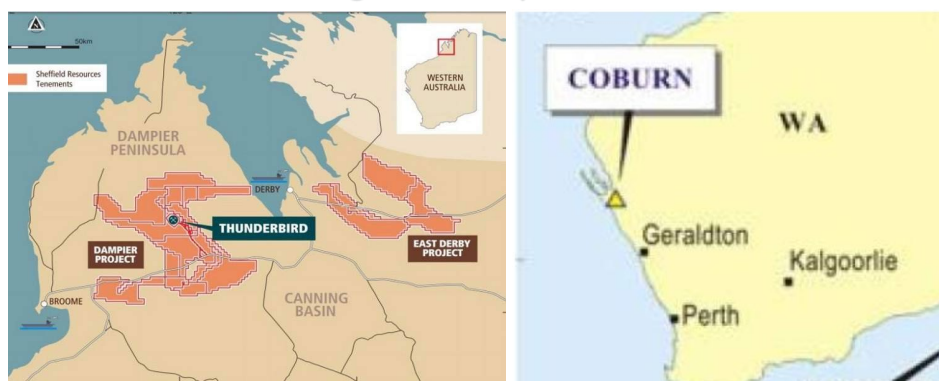 50km
Sheffield Resources
Tenements
WESTERN
AUSTRALIA
DAMPIER
PENINSULA
DERBY
THUNDERBIRD
DAMPIER
PROJECT
EAST DERBY
PROJECT
BROOME
CANNING
BASIN
COBURN
WA
Geraldton
Kalgoorlie
Perth